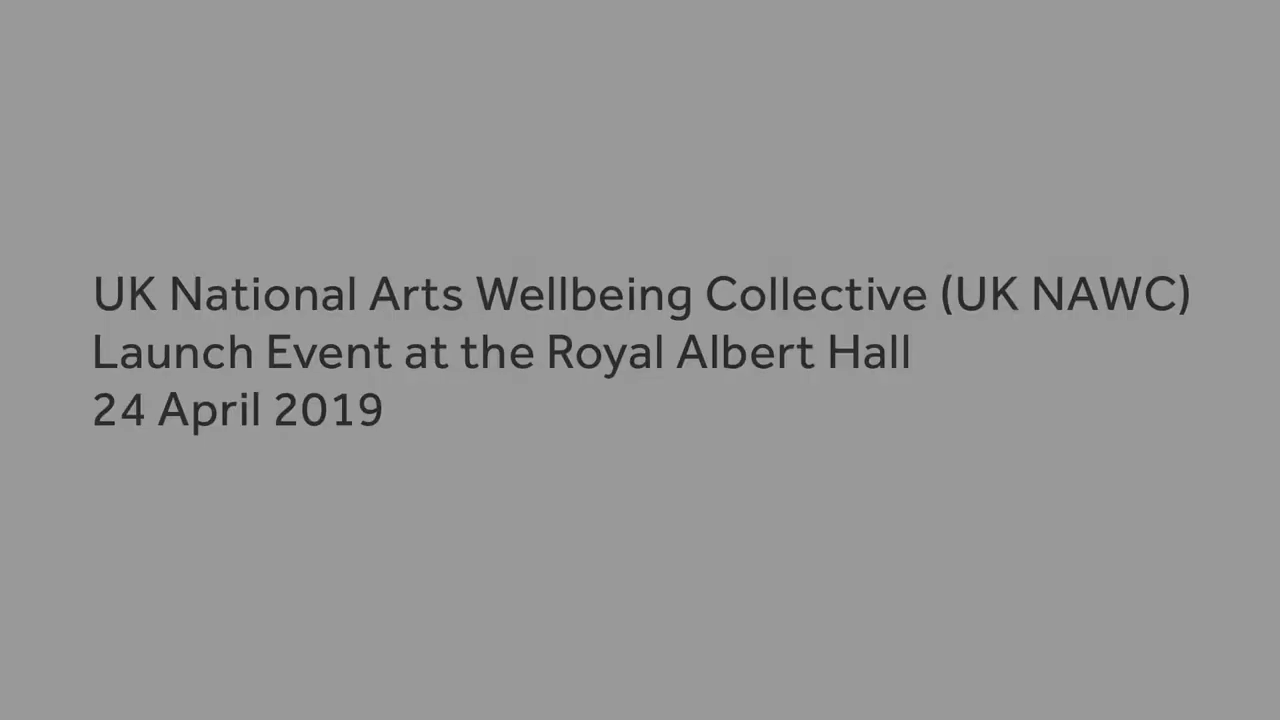 UK National Arts Wellbeing Collective (UK NAWC)
Launch Event at the Royal Albert Hall
24 April 2019